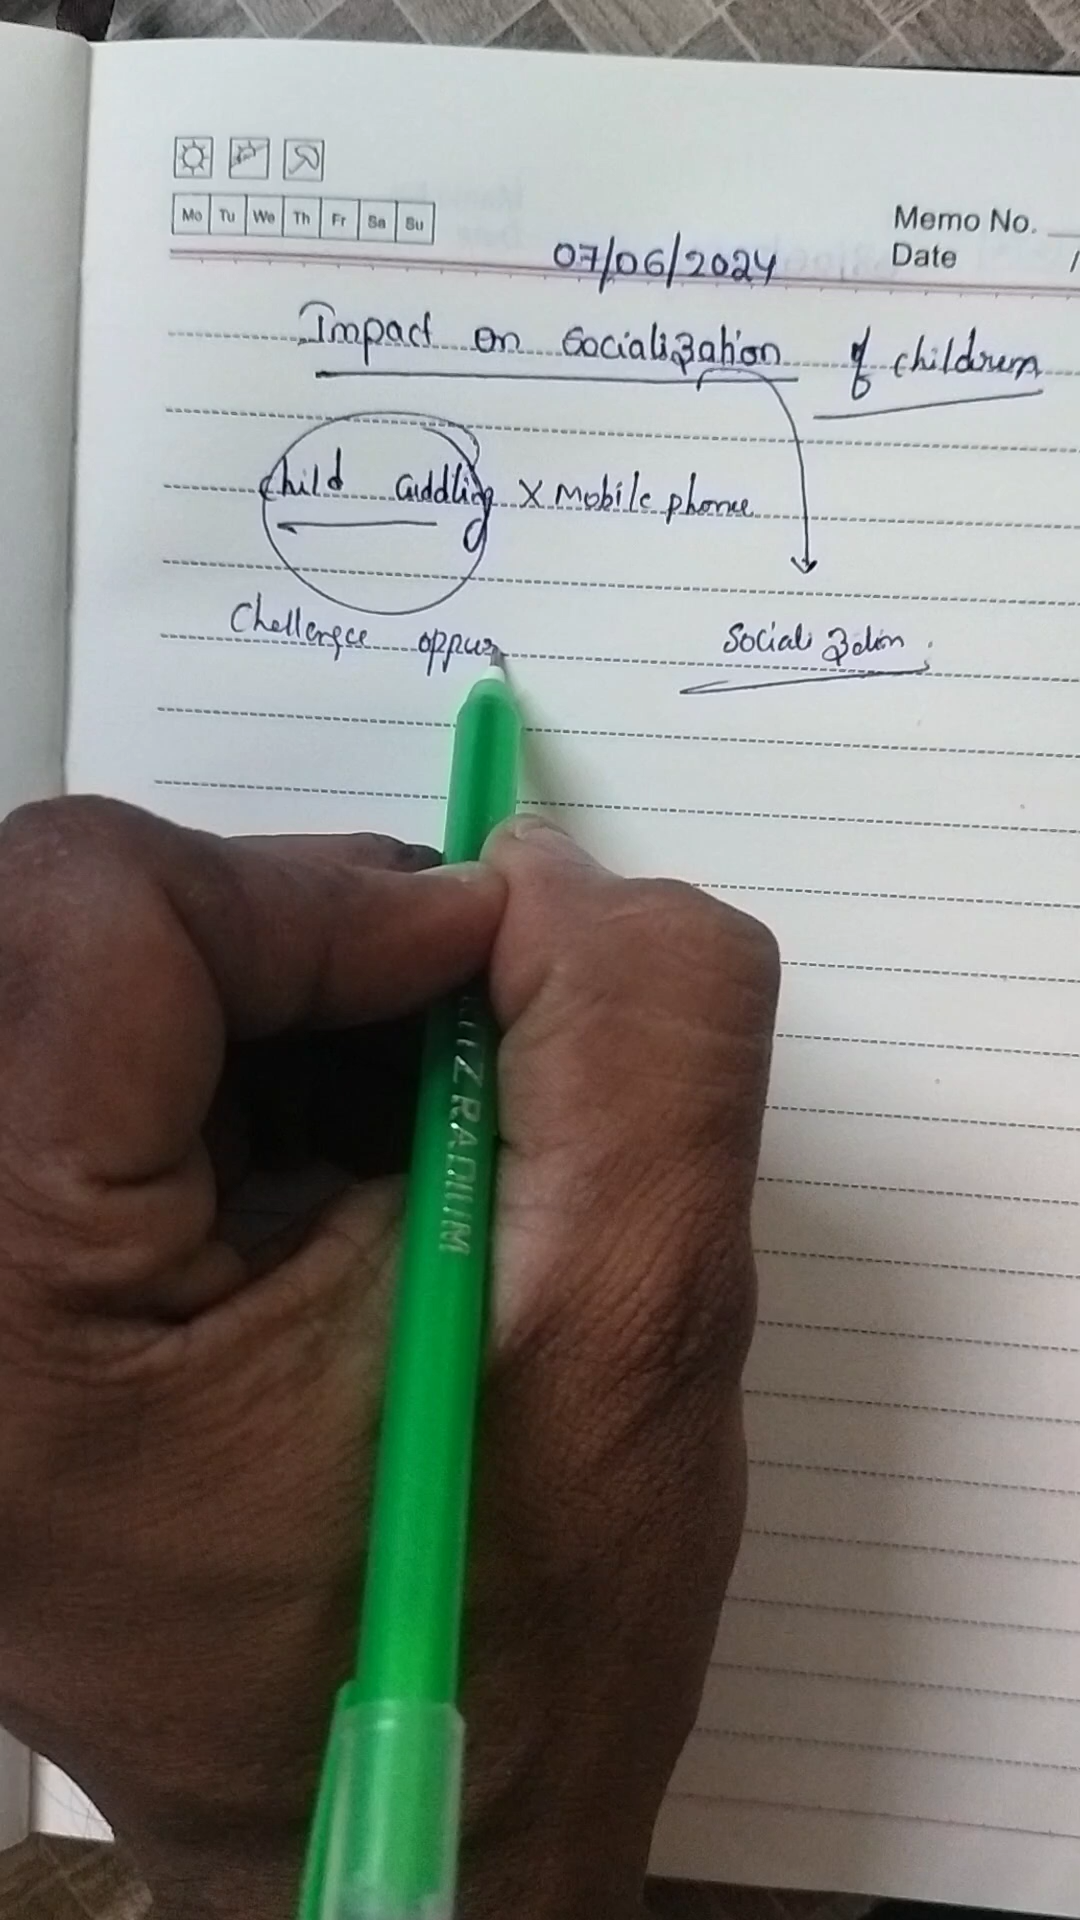 Mo Tu We Th Fr Sa Su
Memo No.
Date /
07/06/2024
Impact on Socialization of children
Child Cuddling X Mobile phone
Challenge oppur
Socialization.
RADIUM